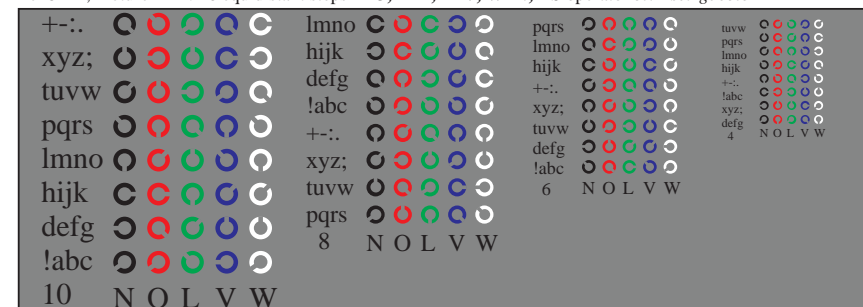 +-:.
xyz;
tuvw
pqrs
lmno
hijk
defg
!abc
10 N O L V W
lmno
hijk
defg
!abc
+-:.
xyz;
tuvw
pqrs
8 N O L V W
pqrs
lmno
hijk
+-:.
xyz;
tuvw
defg
!abc
6 N O L V W
tuvw
pqrs
lmno
hijk
+-:.
!abc
xyz;
defg
4 N O L V W